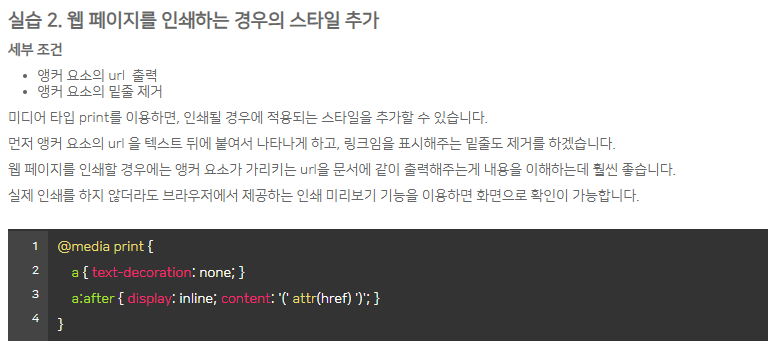 실습 2. 웹 페이지를 인쇄하는 경우의 스타일 추가
세부 조건
• 앵커 요소의 url 출력
• 앵커 요소의 밑줄 제거
미디어 타입 print를 이용하면, 인쇄될 경우에 적용되는 스타일을 추가할 수 있습니다.
먼저 앵커 요소의 url 을 텍스트 뒤에 붙여서 나타나게 하고, 링크임을 표시해주는 밑줄도 제거를 하겠습니다.
웹 페이지를 인쇄할 경우에는 앵커 요소가 가리키는 url을 문서에 같이 출력해주는게 내용을 이해하는데 훨씬 좋습니다.
실제 인쇄를 하지 않더라도 브라우저에서 제공하는 인쇄 미리보기 기능을 이용하면 화면으로 확인이 가능합니다.
1 @media print {
2 a { text-decoration: none; }
3 a:after { display: inline; content: '(' attr(href) ')'; }
4 }